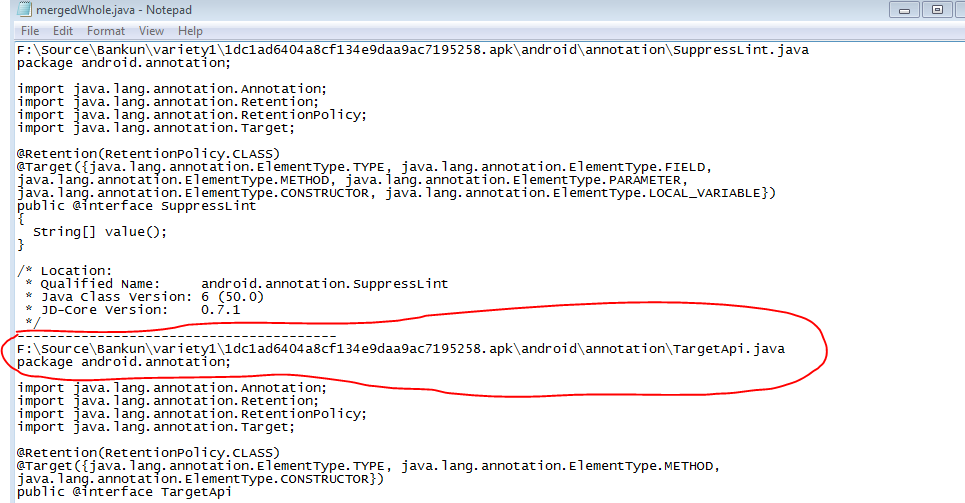 mergedWhole.java - Notepad
File Edit Format View Help
F:\Source\Bankun\variety1\1dc1ad6404a8cf134e9daa9ac7195258.apk\android\annotation\SuppressLint.java
package android.annotation;
import java.lang.annotation.Annotation;
import java.lang.annotation.Retention;
import java.lang.annotation.RetentionPolicy;
import java.lang.annotation.Target;
@Retention(RetentionPolicy.CLASS)
@Target({java.lang.annotation.ElementType.TYPE, java.lang.annotation.ElementType.FIELD,
java.lang.annotation.ElementType.METHOD, java.lang.annotation.ElementType.PARAMETER,
java.lang.annotation.ElementType.CONSTRUCTOR, java.lang.annotation.ElementType.LOCAL_VARIABLE})
public @interface SuppressLint
{
  String[] value();
}
/* Location:
 * Qualified Name:     android.annotation.SuppressLint
 * Java Class Version: 6 (50.0)
 * JD-Core Version:    0.7.1
 */
----------------------------------------
F:\Source\Bankun\variety1\1dc1ad6404a8cf134e9daa9ac7195258.apk\android\annotation\TargetApi.java
package android.annotation;
import java.lang.annotation.Annotation;
import java.lang.annotation.Retention;
import java.lang.annotation.RetentionPolicy;
import java.lang.annotation.Target;
@Retention(RetentionPolicy.CLASS)
@Target({java.lang.annotation.ElementType.TYPE, java.lang.annotation.ElementType.METHOD,
java.lang.annotation.ElementType.CONSTRUCTOR})
public @interface TargetApi